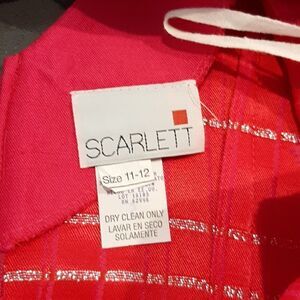 SCARLETT
Size 11-12
DRY CLEAN ONLY
LAVAR EN SECO
SOLAMENTE